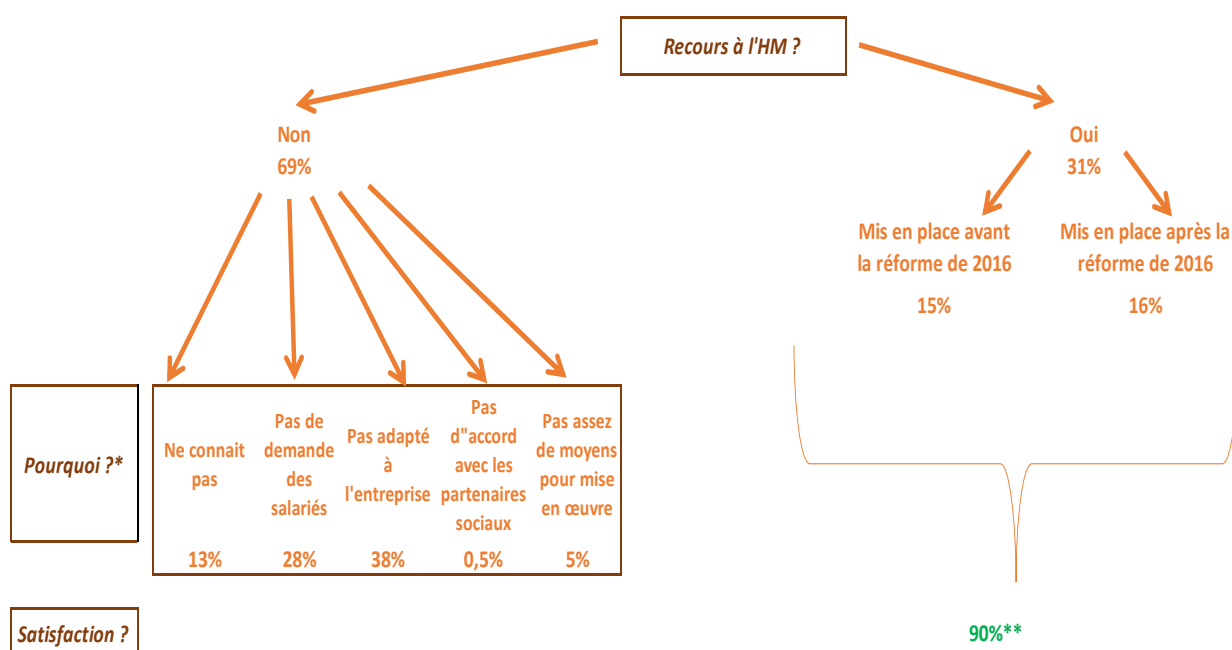 Recours à l'HM ?
Non
69%
Oui
31%
Mis en place avant
la réforme de 2016
15%
Mis en place après la
réforme de 2016
16%
Pourquoi ?*
Ne connait
pas
13%
Pas de
demande
des
salariés
28%
Pas adapté
à
l'entreprise
38%
Pas
d"accord
avec les
partenaires
sociaux
0,5%
Pas assez
de moyens
pour mise
en œuvre
5%
Satisfaction ?
90%**